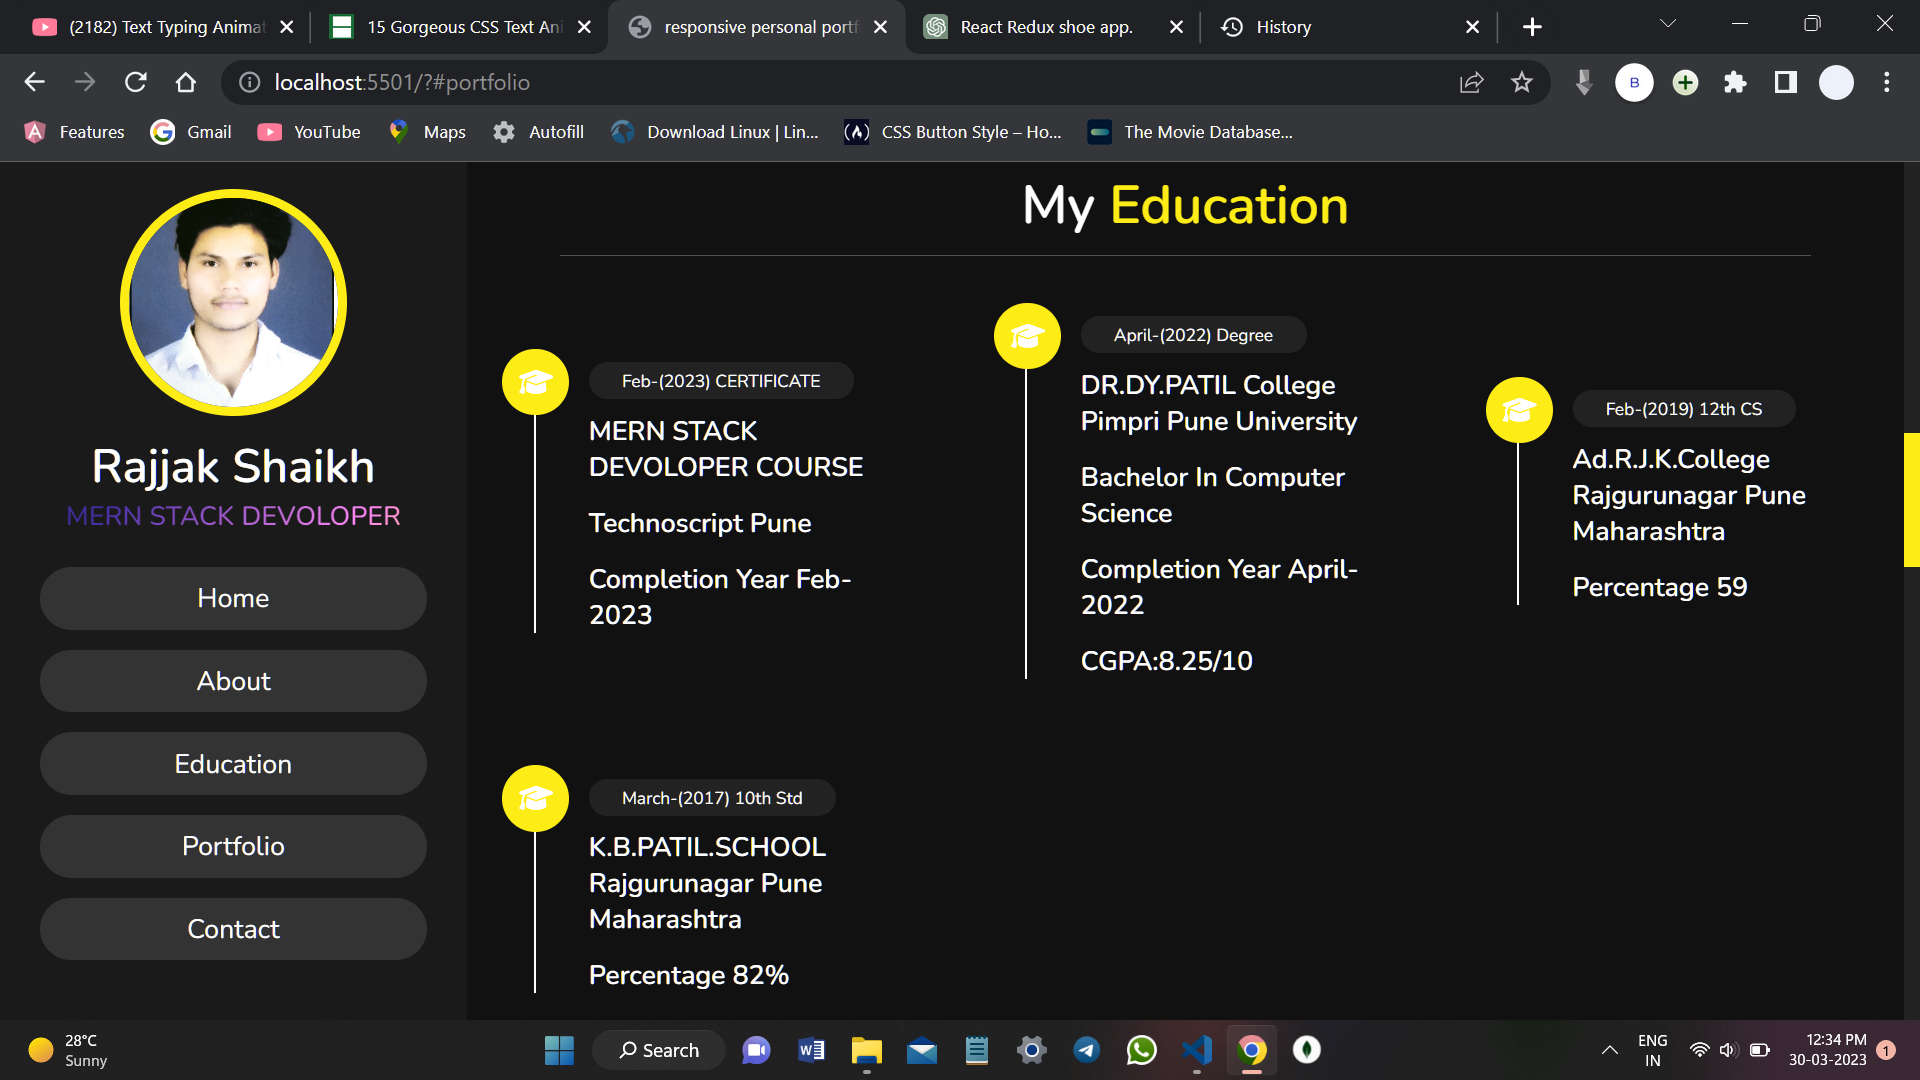 (2182) Text Typing Animat
15 Gorgeous CSS Text Ani
responsive personal portf
React Redux shoe app.
History
localhost:5501/?#portfolio
B
Features
Gmail
YouTube
Maps
Autofill
Download Linux | Lin...
CSS Button Style – Ho...
The Movie Database...
Rajjak Shaikh
MERN STACK DEVOLOPER
Home
About
Education
Portfolio
Contact
My Education
Feb-(2023) CERTIFICATE
MERN STACK
DEVOLOPER COURSE
Technoscript Pune
Completion Year Feb-
2023
April-(2022) Degree
DR.DY.PATIL College
Pimpri Pune University
Bachelor In Computer
Science
Completion Year April-
2022
CGPA:8.25/10
Feb-(2019) 12th CS
Ad.R.J.K.College
Rajgurunagar Pune
Maharashtra
Percentage 59
March-(2017) 10th Std
K.B.PATIL.SCHOOL
Rajgurunagar Pune
Maharashtra
Percentage 82%
28°C
Sunny
Search
ENG
IN
12:34 PM
30-03-2023
1